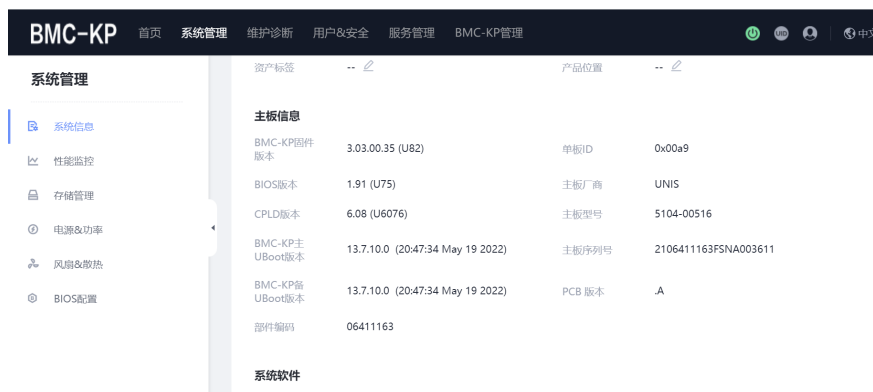 BMC-KP 首页 系统管理 维护诊断 用户&安全 服务管理 BMC-KP管理 UID
系统管理
系统信息
性能监控
存储管理
电源&功率
风扇&散热
BIOS配置
资产标签 -- 产品位置 --
主板信息
BMC-KP固件
版本 3.03.00.35 (U82) 单板ID 0x00a9
BIOS版本 1.91 (U75) 主板厂商 UNIS
CPLD版本 6.08 (U6076) 主板型号 5104-00516
BMC-KP主
UBoot版本 13.7.10.0 (20:47:34 May 19 2022) 主板序列号 2106411163FSNA003611
BMC-KP备
UBoot版本 13.7.10.0 (20:47:34 May 19 2022) PCB 版本 .A
部件编码 06411163
系统软件